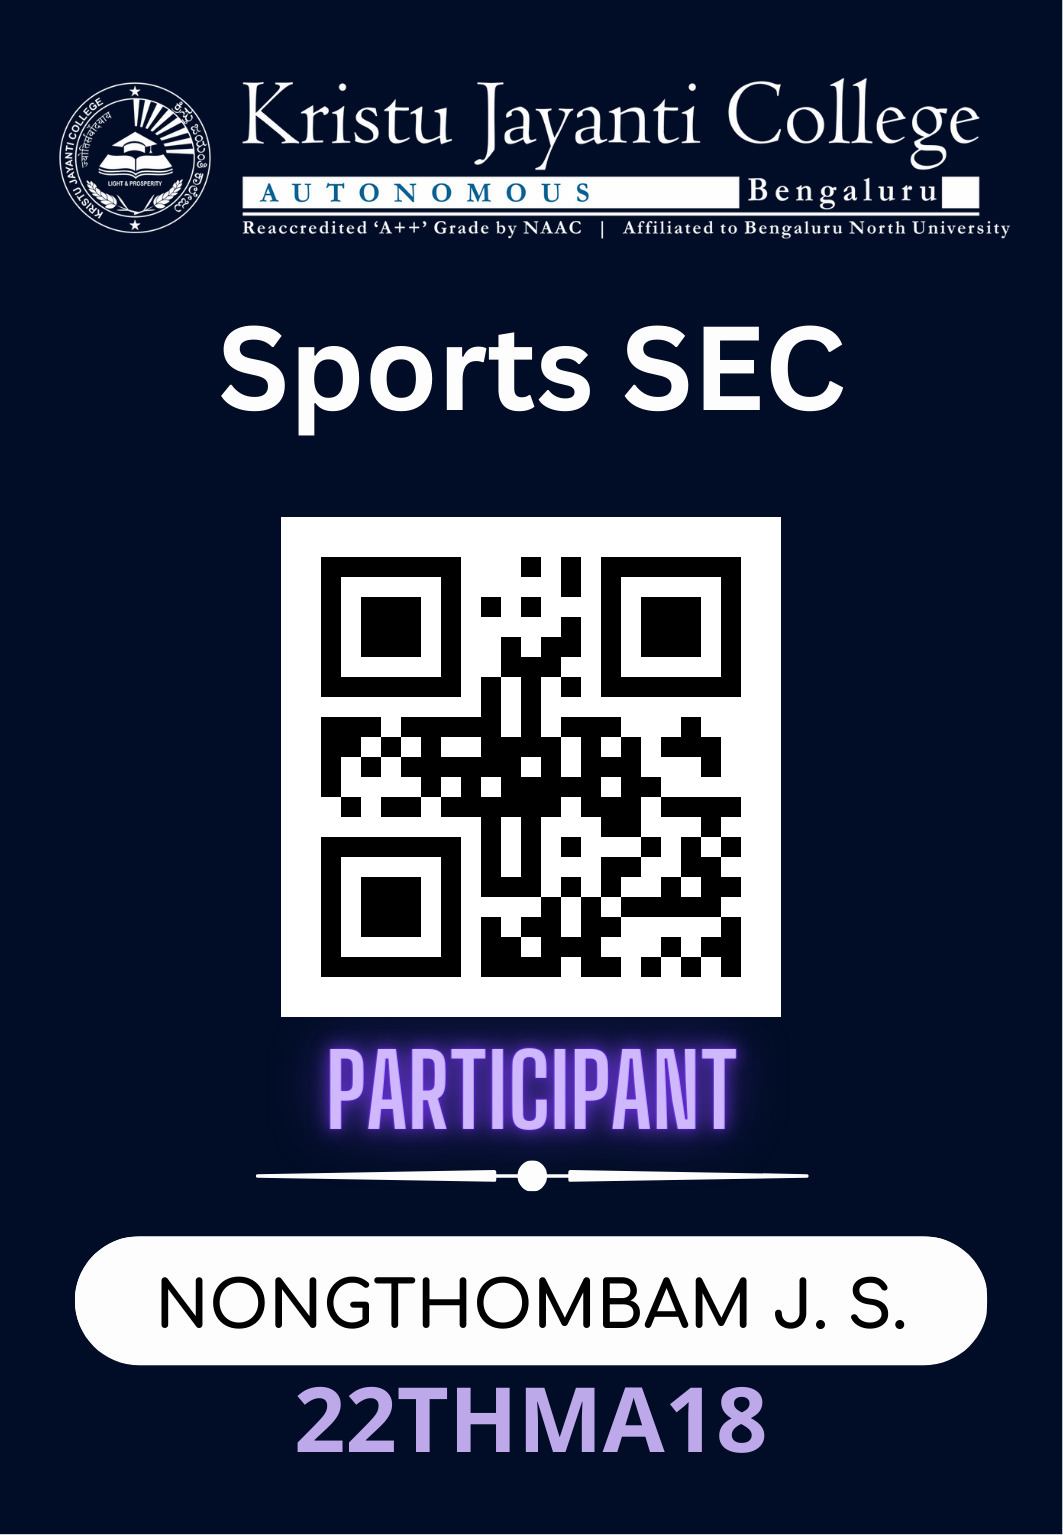 KRISTU JAYANTI COLLEGE
ಕ್ರಿಸ್ತು ಜಯಂತಿ ಕಾಲೇಜು
LIGHT & PROSPERITY
Kristu Jayanti College
AUTONOMOUS Bengaluru
Reaccredited ‘A++’ Grade by NAAC | Affiliated to Bengaluru North University
Sports SEC
PARTICIPANT
NONGTHOMBAM J. S.
22THMA18